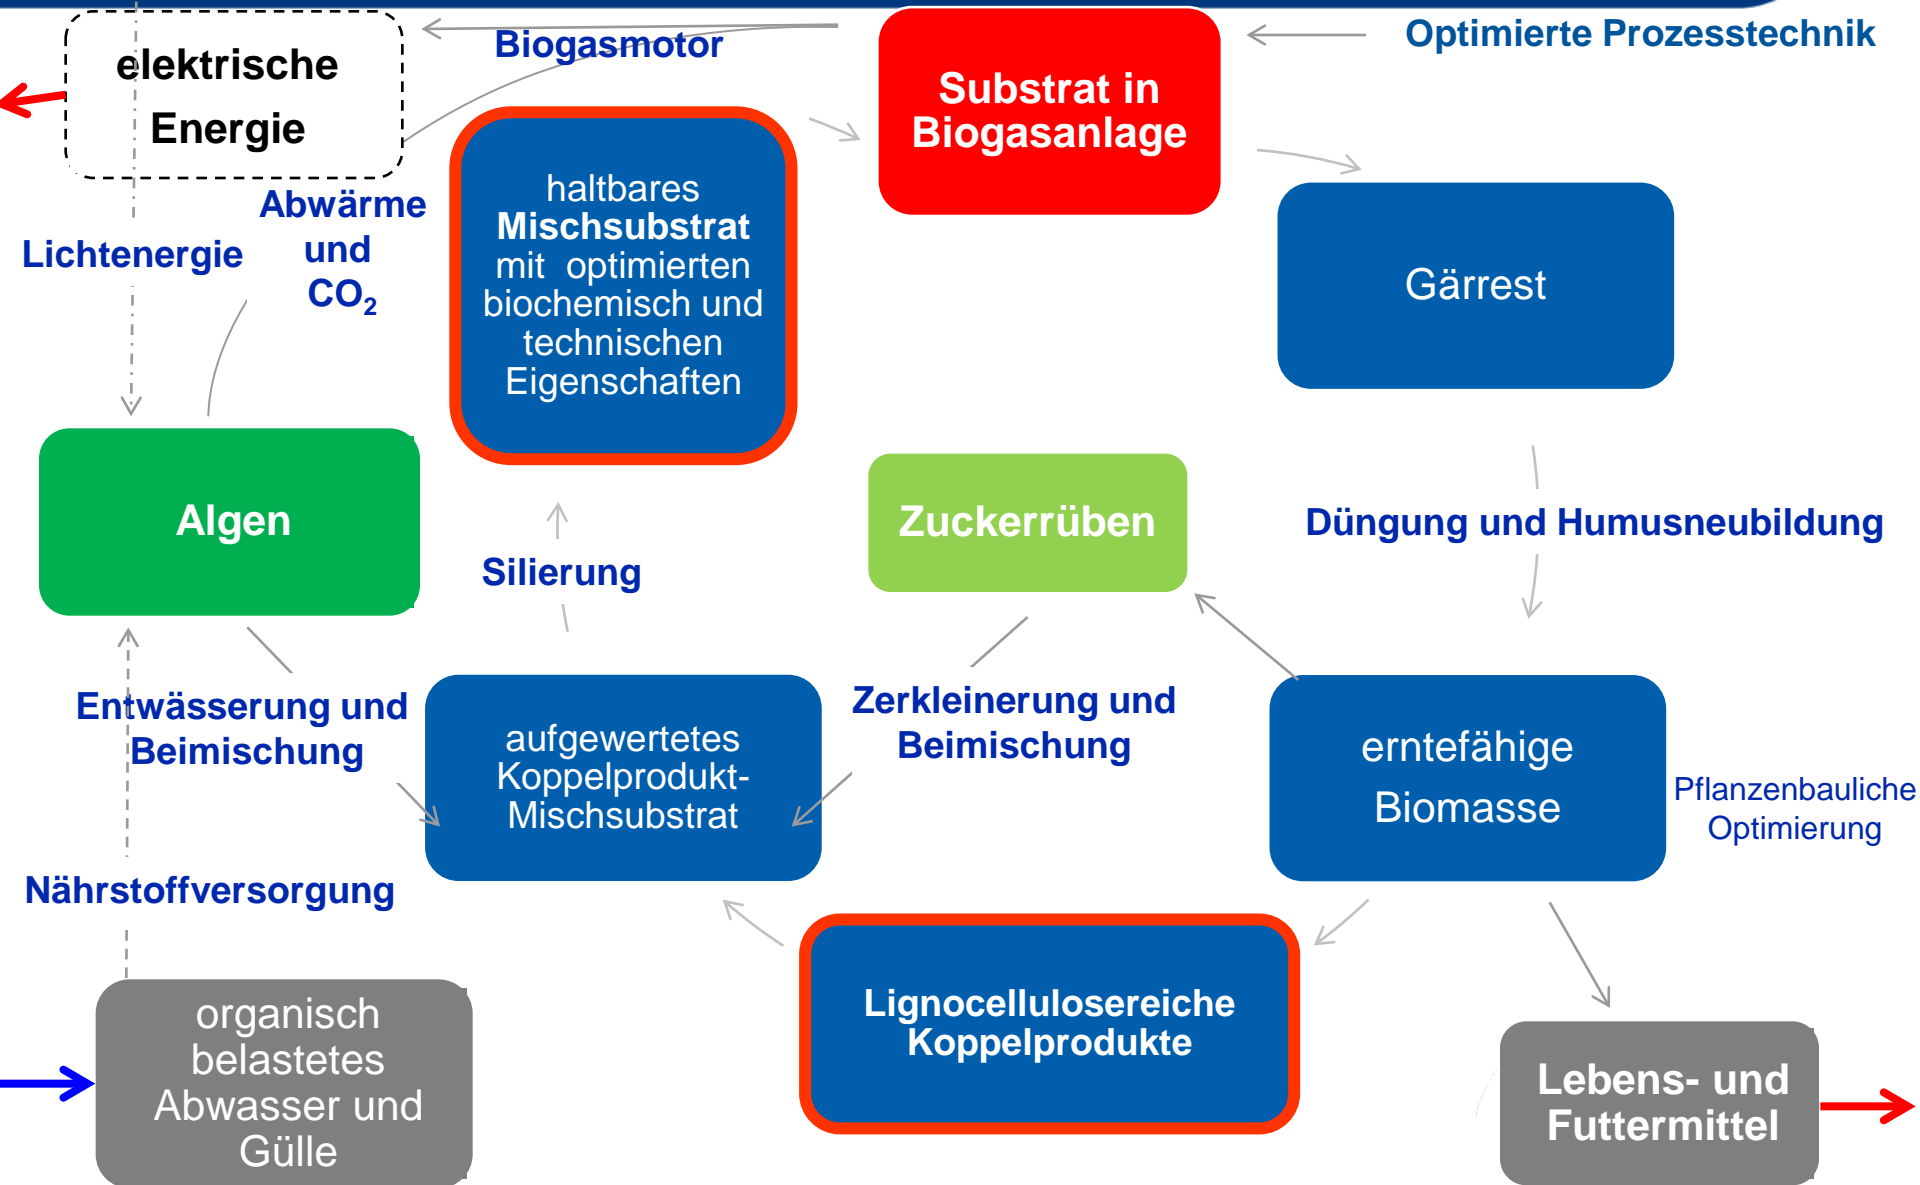 elektrische
Energie
Biogasmotor
Substrat in
Biogasanlage
Optimierte Prozesstechnik
Abwärme
und
CO₂
Lichtenergie
haltbares
Mischsubstrat
mit  optimierten
biochemisch und
technischen
Eigenschaften
Gärrest
Algen
Silierung
Zuckerrüben
Düngung und Humusneubildung
Entwässerung und
Beimischung
aufgewertetes
Koppelprodukt-
Mischsubstrat
Zerkleinerung und
Beimischung
erntefähige
Biomasse
Pflanzenbauliche
Optimierung
Nährstoffversorgung
organisch
belastetes
Abwasser und
Gülle
Lignocellulosereiche
Koppelprodukte
Lebens- und
Futtermittel